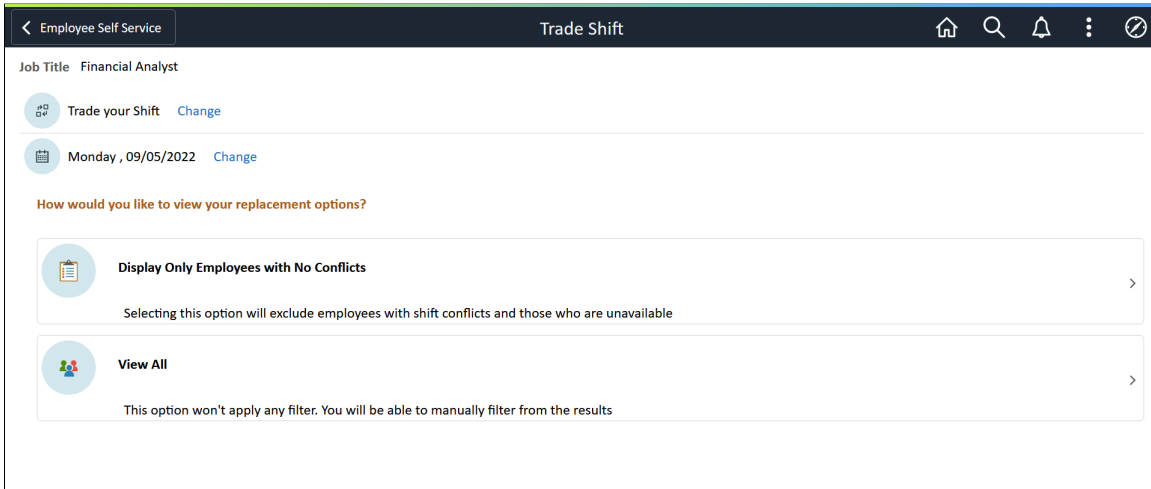 Employee Self Service
Trade Shift
Job Title Financial Analyst
Trade your Shift Change
Monday , 09/05/2022 Change
How would you like to view your replacement options?
Display Only Employees with No Conflicts
Selecting this option will exclude employees with shift conflicts and those who are unavailable
View All
This option won't apply any filter. You will be able to manually filter from the results